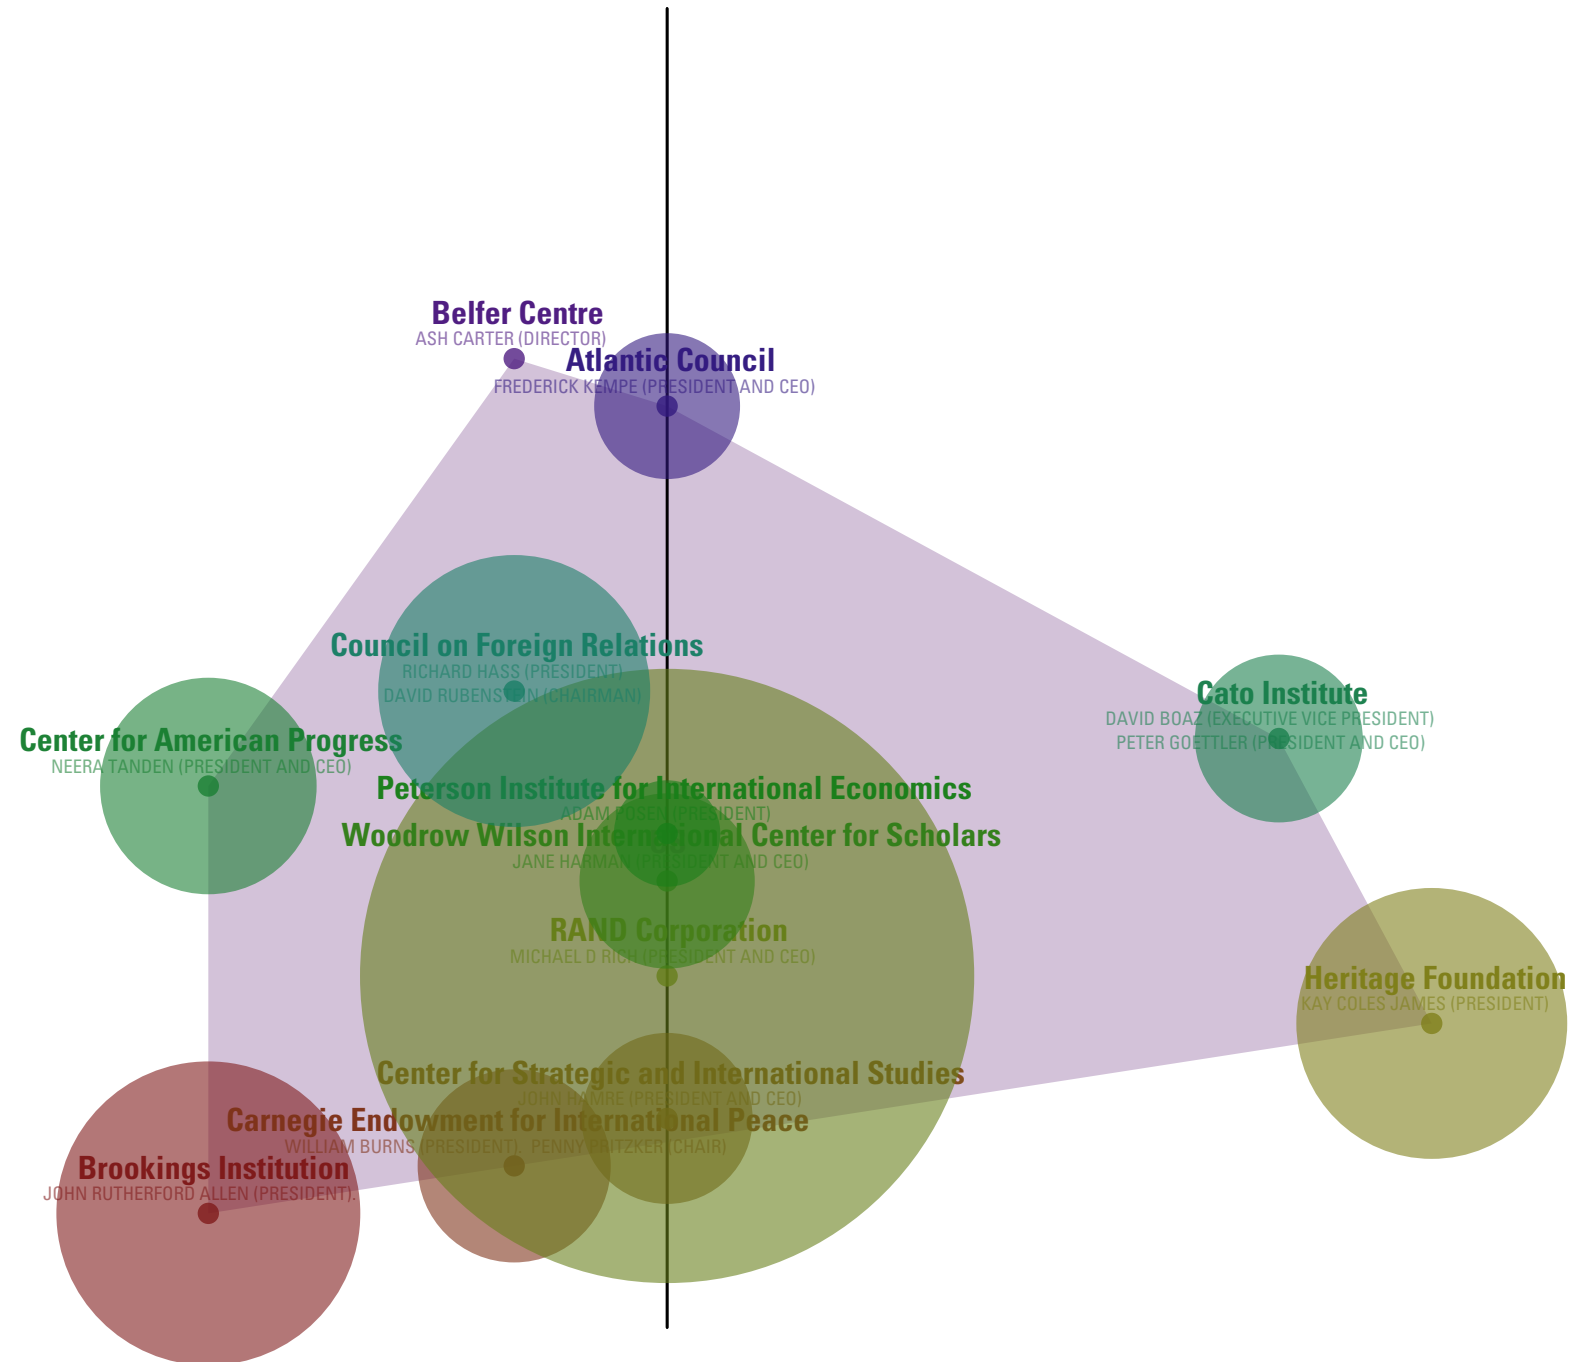 Belfer Centre
ASH CARTER (DIRECTOR)
Atlantic Council
FREDERICK KEMPE (PRESIDENT AND CEO)
Council on Foreign Relations
RICHARD HASS (PRESIDENT)
DAVID RUBENSTEIN (CHAIRMAN)
Cato Institute
DAVID BOAZ (EXECUTIVE VICE PRESIDENT)
PETER GOETTLER (PRESIDENT AND CEO)
Center for American Progress
NEERA TANDEN (PRESIDENT AND CEO)
Peterson Institute for International Economics
ADAM POSEN (PRESIDENT)
Woodrow Wilson International Center for Scholars
JANE HARMAN (PRESIDENT AND CEO)
RAND Corporation
MICHAEL D RICH (PRESIDENT AND CEO)
Heritage Foundation
KAY COLES JAMES (PRESIDENT)
Center for Strategic and International Studies
JOHN HAMRE (PRESIDENT AND CEO)
Carnegie Endowment for International Peace
WILLIAM BURNS (PRESIDENT). PENNY PRITZKER (CHAIR)
Brookings Institution
JOHN RUTHERFORD ALLEN (PRESIDENT).